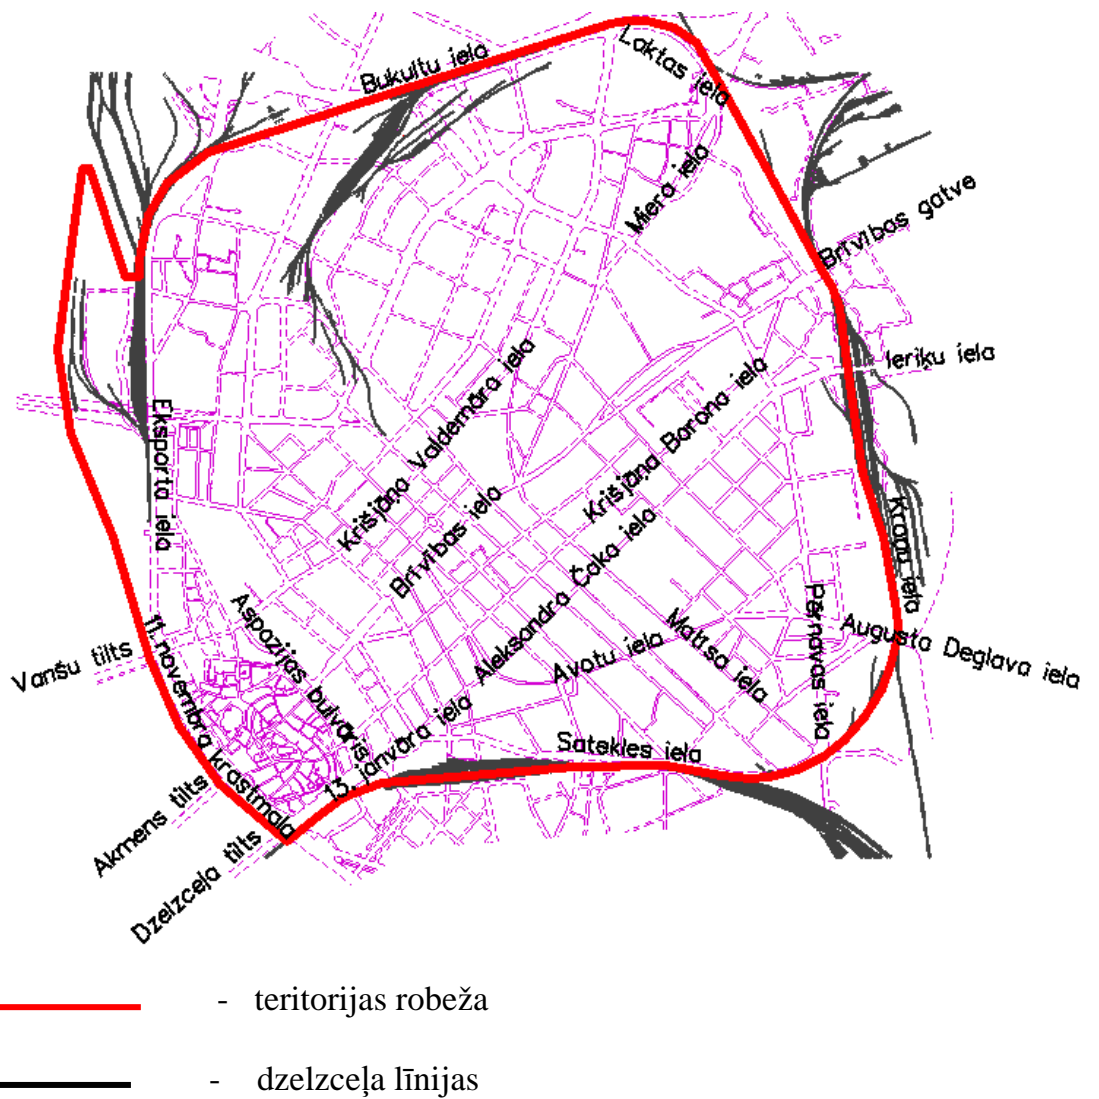 Bukultu iela
Laktas iela
Miera iela
Brīvības gatve
Ieriķu iela
Krišjāņa Valdemāra iela
Krišjāņa Barona iela
Eksporta iela
Brīvības iela
Aleksandra Čaka iela
Kraņu iela
Aspazijas bulvāris
11. novembra krastmala
Vanšu tilts
Avotu iela
Matīsa iela
Pērnavas iela
Augusta Deglava iela
13. janvāra iela
Satekles iela
Akmens tilts
Dzelzceļa tilts
- teritorijas robeža
- dzelzceļa līnijas